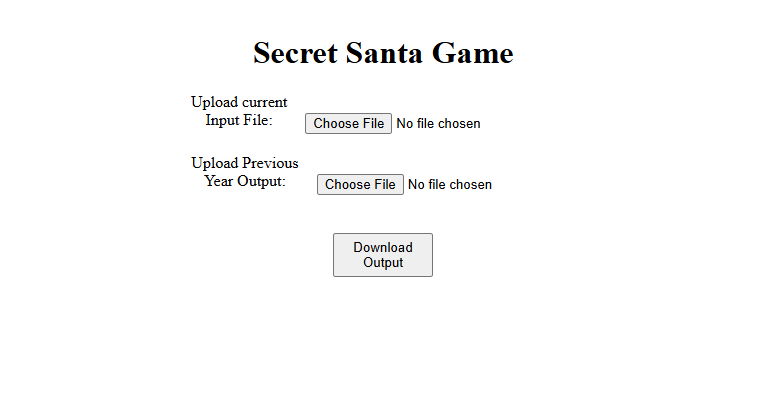 Secret Santa Game
Upload current
Input File:
Choose File No file chosen
Upload Previous
Year Output:
Choose File No file chosen
Download
Output